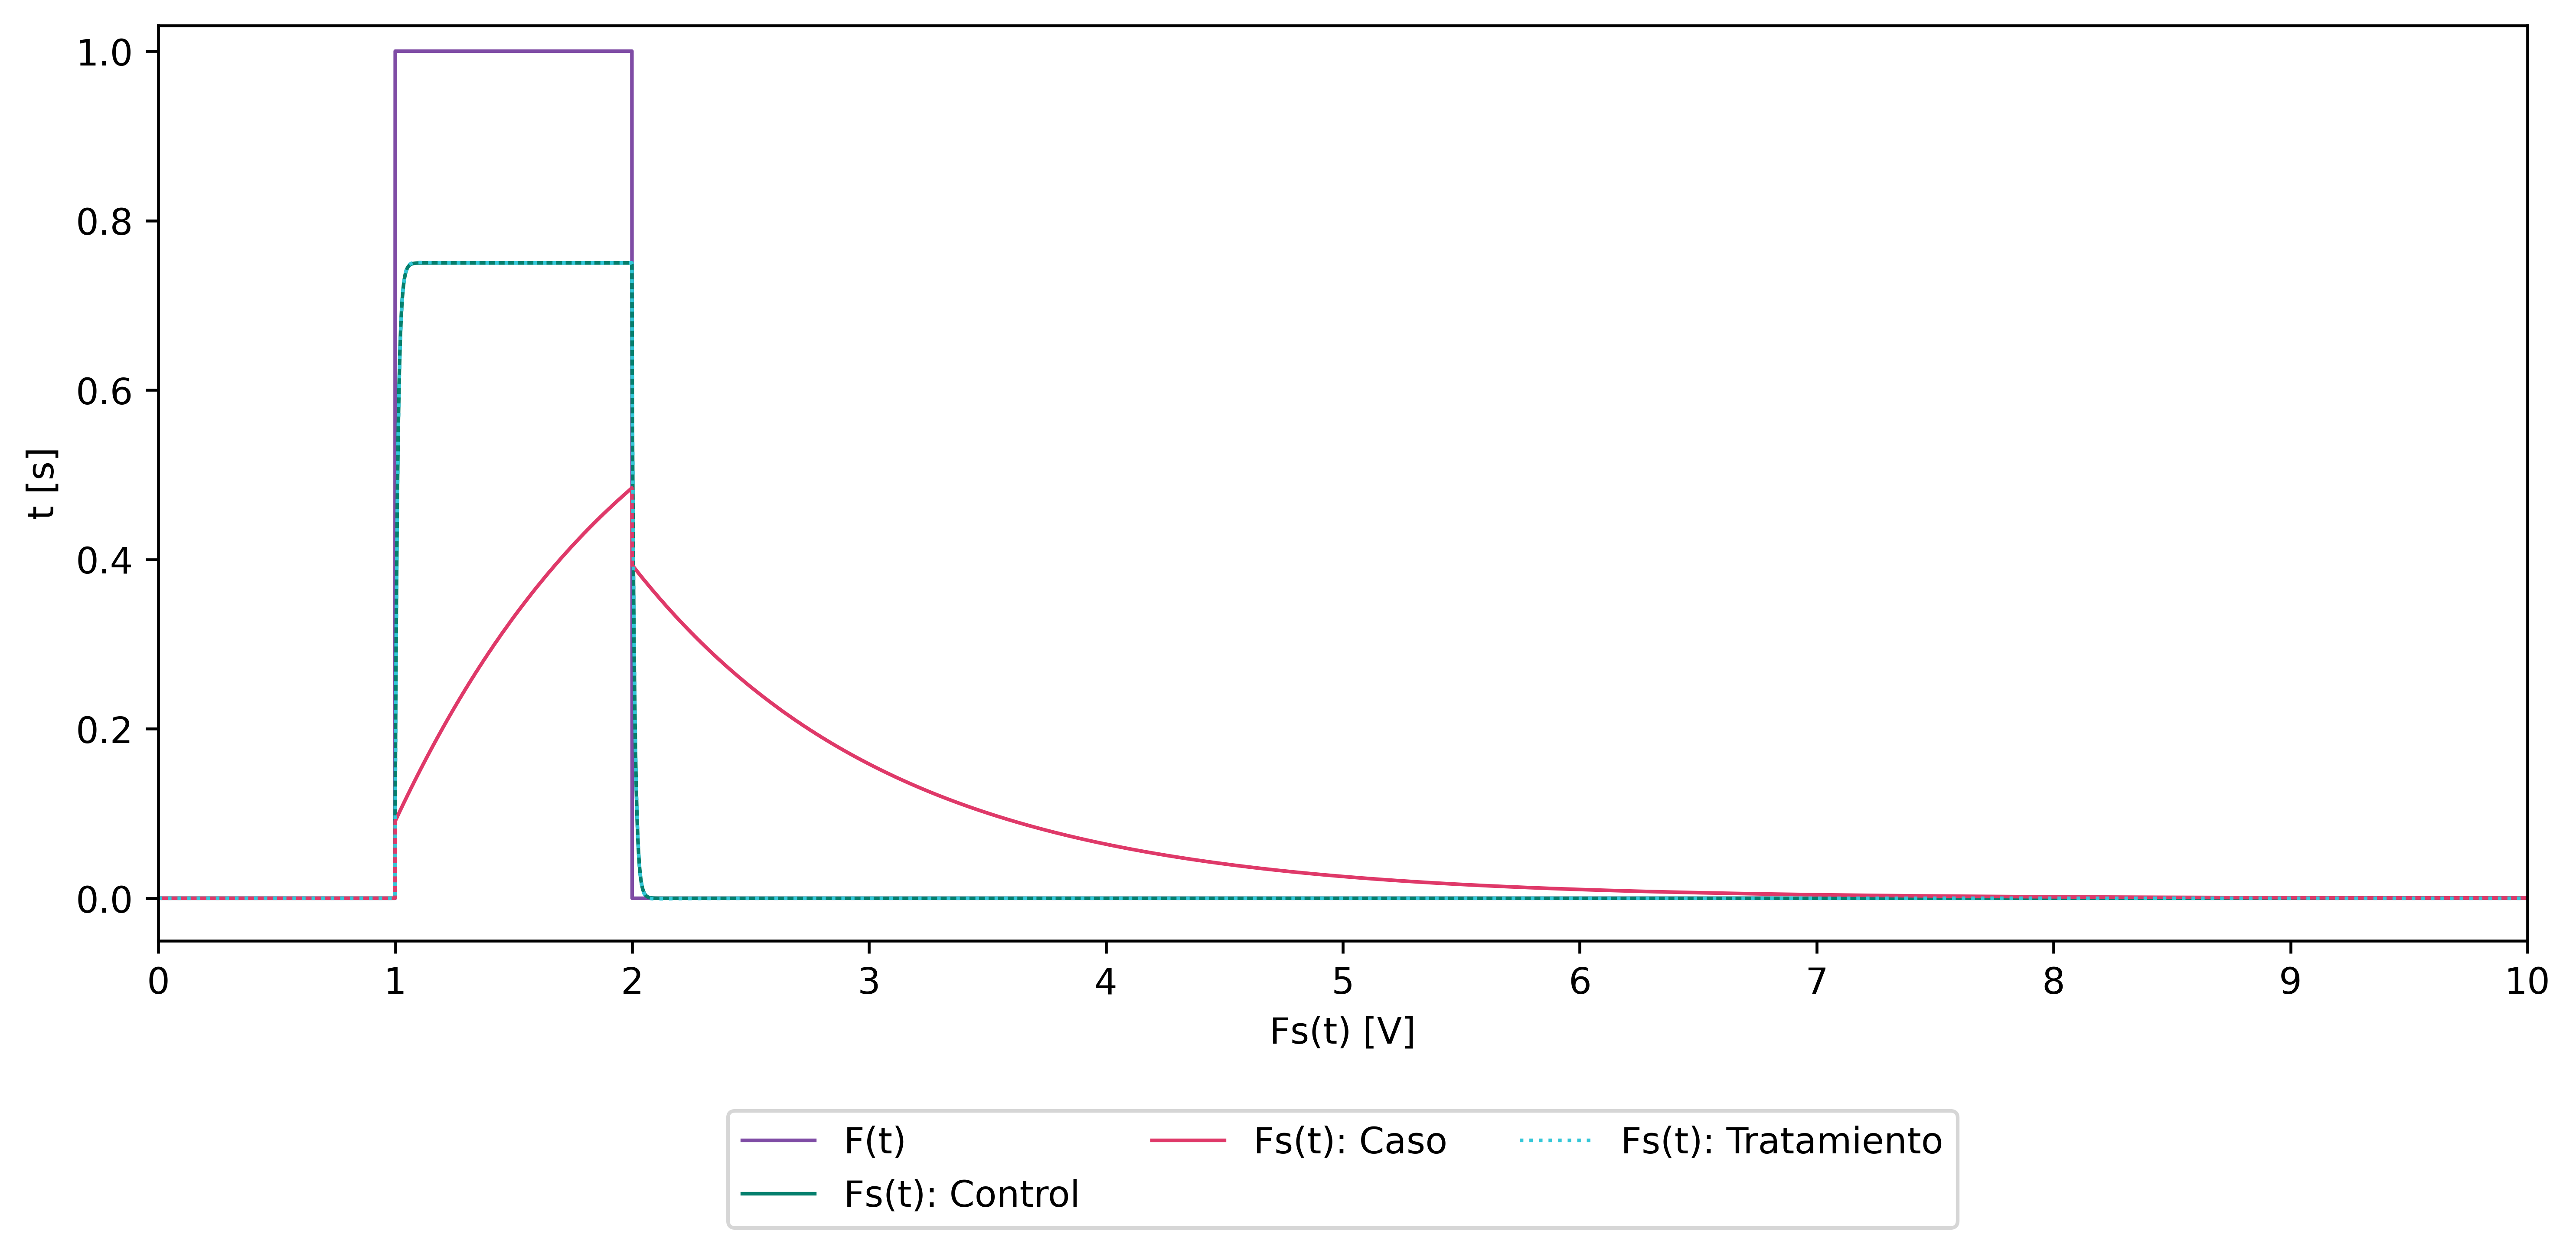 1.0
0.8
0.6
0.4
0.2
0.0
t [s]
0 1 2 3 4 5 6 7 8 9 10
Fs(t) [V]
F(t) Fs(t): Caso Fs(t): Tratamiento
Fs(t): Control